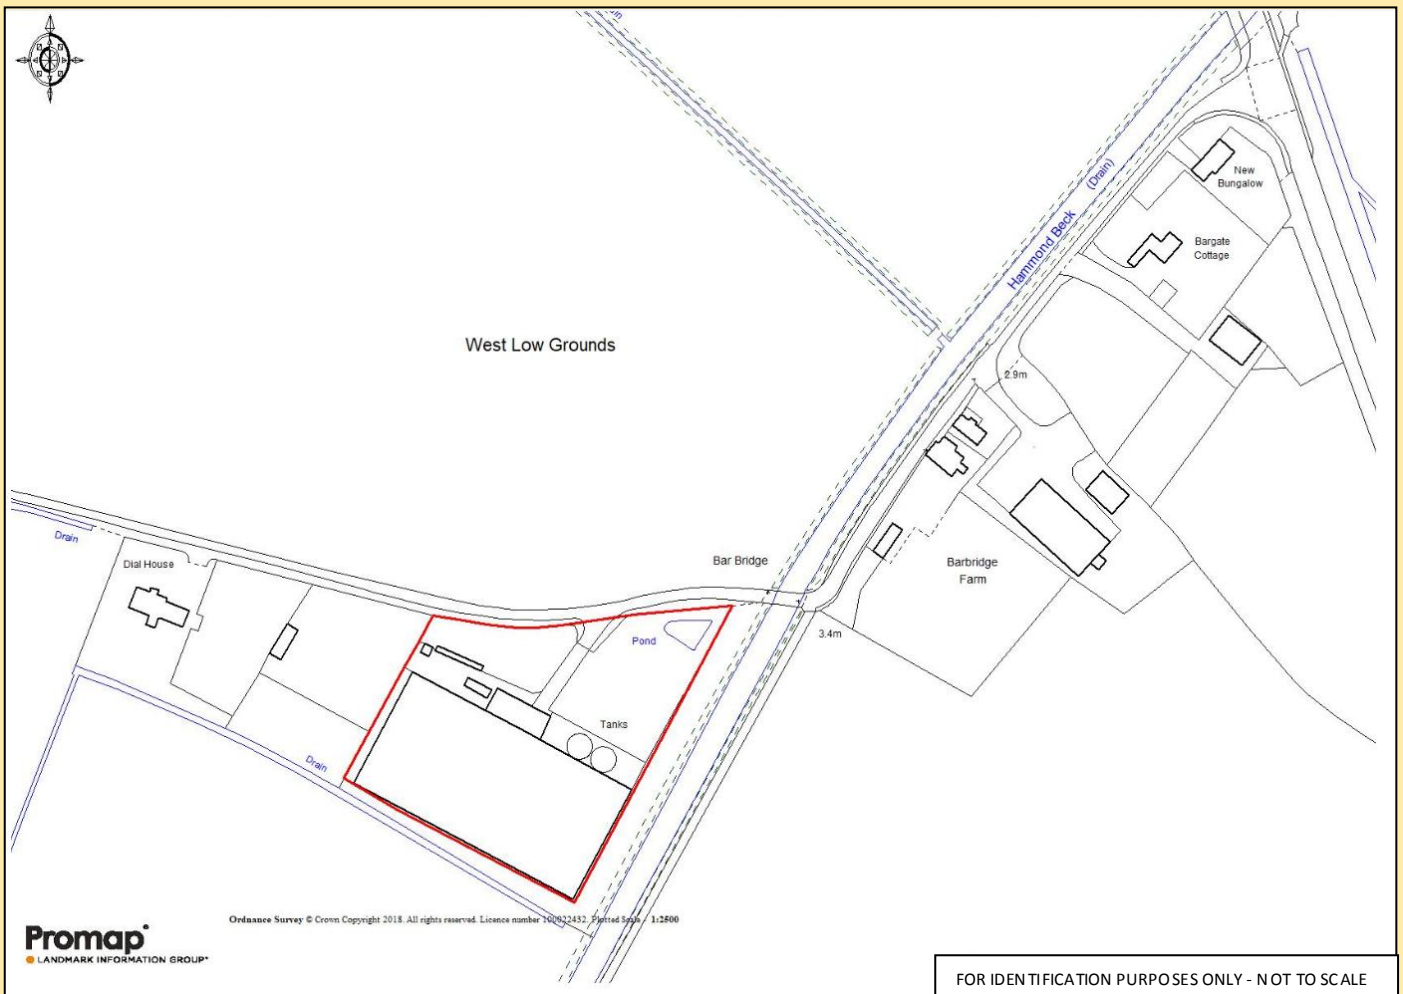 in
New
Bungalow
(Drain)
Hammond Beck
Bargate
Cottage
West Low Grounds
2.9m
Drain
Dial House
Bar Bridge
Barbridge
Farm
Pond
3.4m
Tanks
Drain
Ordnance Survey © Crown Copyright 2018. All rights reserved. Licence number 100022432. Plotted Scale - 1:2500
Promap
LANDMARK INFORMATION GROUP
FOR IDENTIFICATION PURPOSES ONLY - NOT TO SCALE